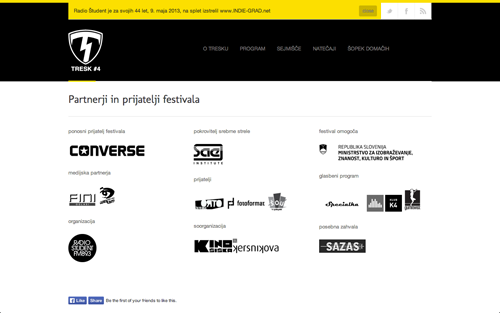 Radio Študent je za svojih 44 let, 9. maja 2013, na splet izstrelil www.INDIE-GRAD.net
TRESK #4
O TRESKU PROGRAM SEJMIŠČE NATEČAJI ŠOPEK DOMAČIH
Partnerji in prijatelji festivala
ponosni prijatelj festivala
CONVERSE
medijska partnerja
FINI
organizacija
RADIO
STUDENT
FM89,3
pokrovitelj srebrne strele
sae
INSTITUTE
prijatelji
fotoformat
soorganizacija
KINO
ŠIŠKA
kersnikova
festival omogoča
REPUBLIKA SLOVENIJA
MINISTRSTVO ZA IZOBRAŽEVANJE,
ZNANOST, KULTURO IN ŠPORT
glasbeni program
Specialka
K4
posebna zahvala
SAZAS
Like Share Be the first of your friends to like this.